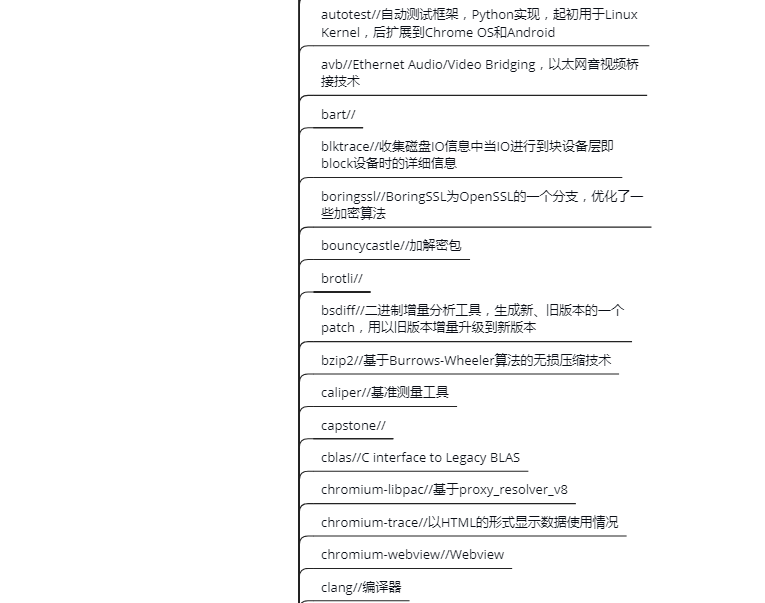 autotest//自动测试框架，Python实现，起初用于Linux
Kernel，后扩展到Chrome OS和Android
avb//Ethernet Audio/Video Bridging，以太网音视频桥
接技术
bart//
blktrace//收集磁盘IO信息中当IO进行到块设备层即
block设备时的详细信息
boringssl//BoringSSL为OpenSSL的一个分支，优化了一
些加密算法
bouncycastle//加解密包
brotli//
bsdiff//二进制增量分析工具，生成新、旧版本的一个
patch，用以旧版本增量升级到新版本
bzip2//基于Burrows-Wheeler算法的无损压缩技术
caliper//基准测量工具
capstone//
cblas//C interface to Legacy BLAS
chromium-libpac//基于proxy_resolver_v8
chromium-trace//以HTML的形式显示数据使用情况
chromium-webview//Webview
clang//编译器